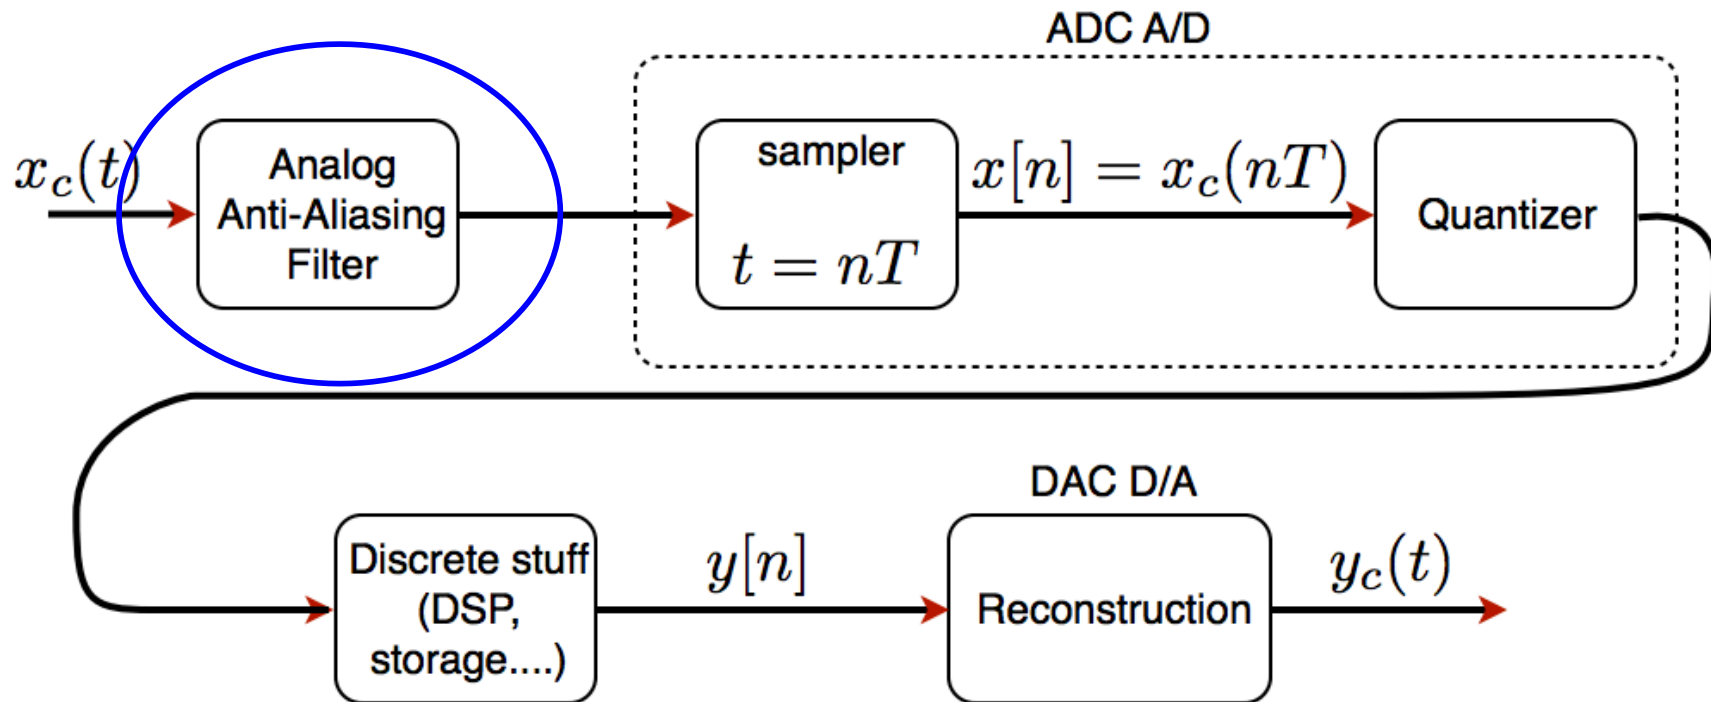 ADC A/D
x_c(t)
Analog
Anti-Aliasing
Filter
sampler
t = nT
x[n] = x_c(nT)
Quantizer
DAC D/A
Discrete stuff
(DSP,
storage....)
y[n]
Reconstruction
y_c(t)